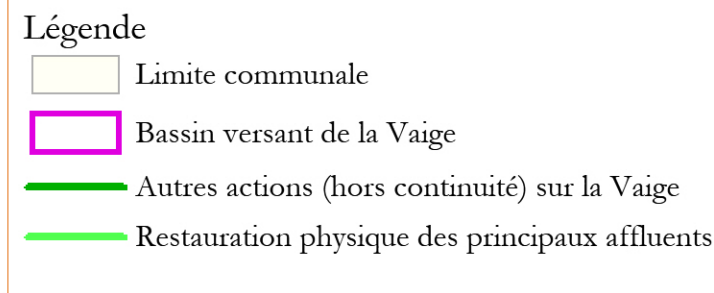 Légende
Limite communale
Bassin versant de la Vaige
Autres actions (hors continuité) sur la Vaige
Restauration physique des principaux affluents